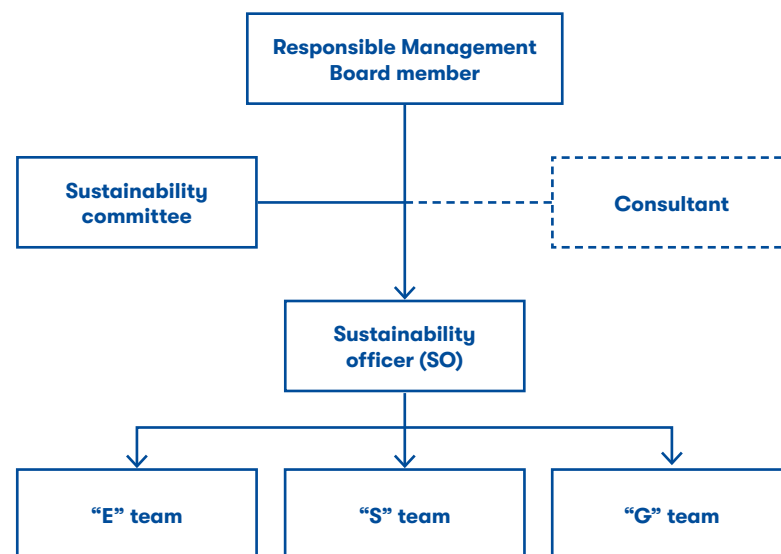 Responsible Management
Board member
Sustainability
committee
Consultant
Sustainability
officer (SO)
“E” team
“S” team
“G” team